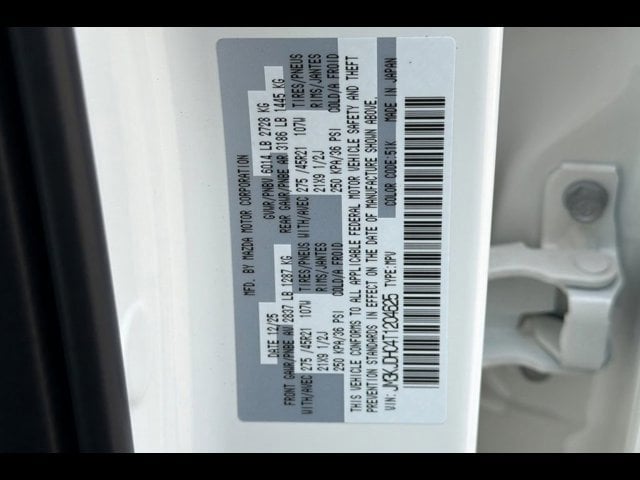 MFD. BY MAZDA MOTOR CORPORATION
DATE 12/25 GVWR/PNBV 6014 LB 2728 KG
FRONT GAWR/PNBE AV 2837 LB 1287 KG REAR GAWR/PNBE AR 3186 LB 1445 KG
WITH/AVEC 275 /45R21 107W TIRES/PNEUS WITH/AVEC 275 /45R21 107W TIRES/PNEUS
21X9 1/2J RIMS/JANTES 21X9 1/2J RIMS/JANTES
250 KPA/36 PSI COLD/A FROID 250 KPA/36 PSI COLD/A FROID
THIS VEHICLE CONFORMS TO ALL APPLICABLE FEDERAL MOTOR VEHICLE SAFETY AND THEFT
PREVENTION STANDARDS IN EFFECT ON THE DATE OF MANUFACTURE SHOWN ABOVE.
VIN: JM3KJDHC4T1204825 TYPE:MPV COLOR CODE:51K MADE IN JAPAN